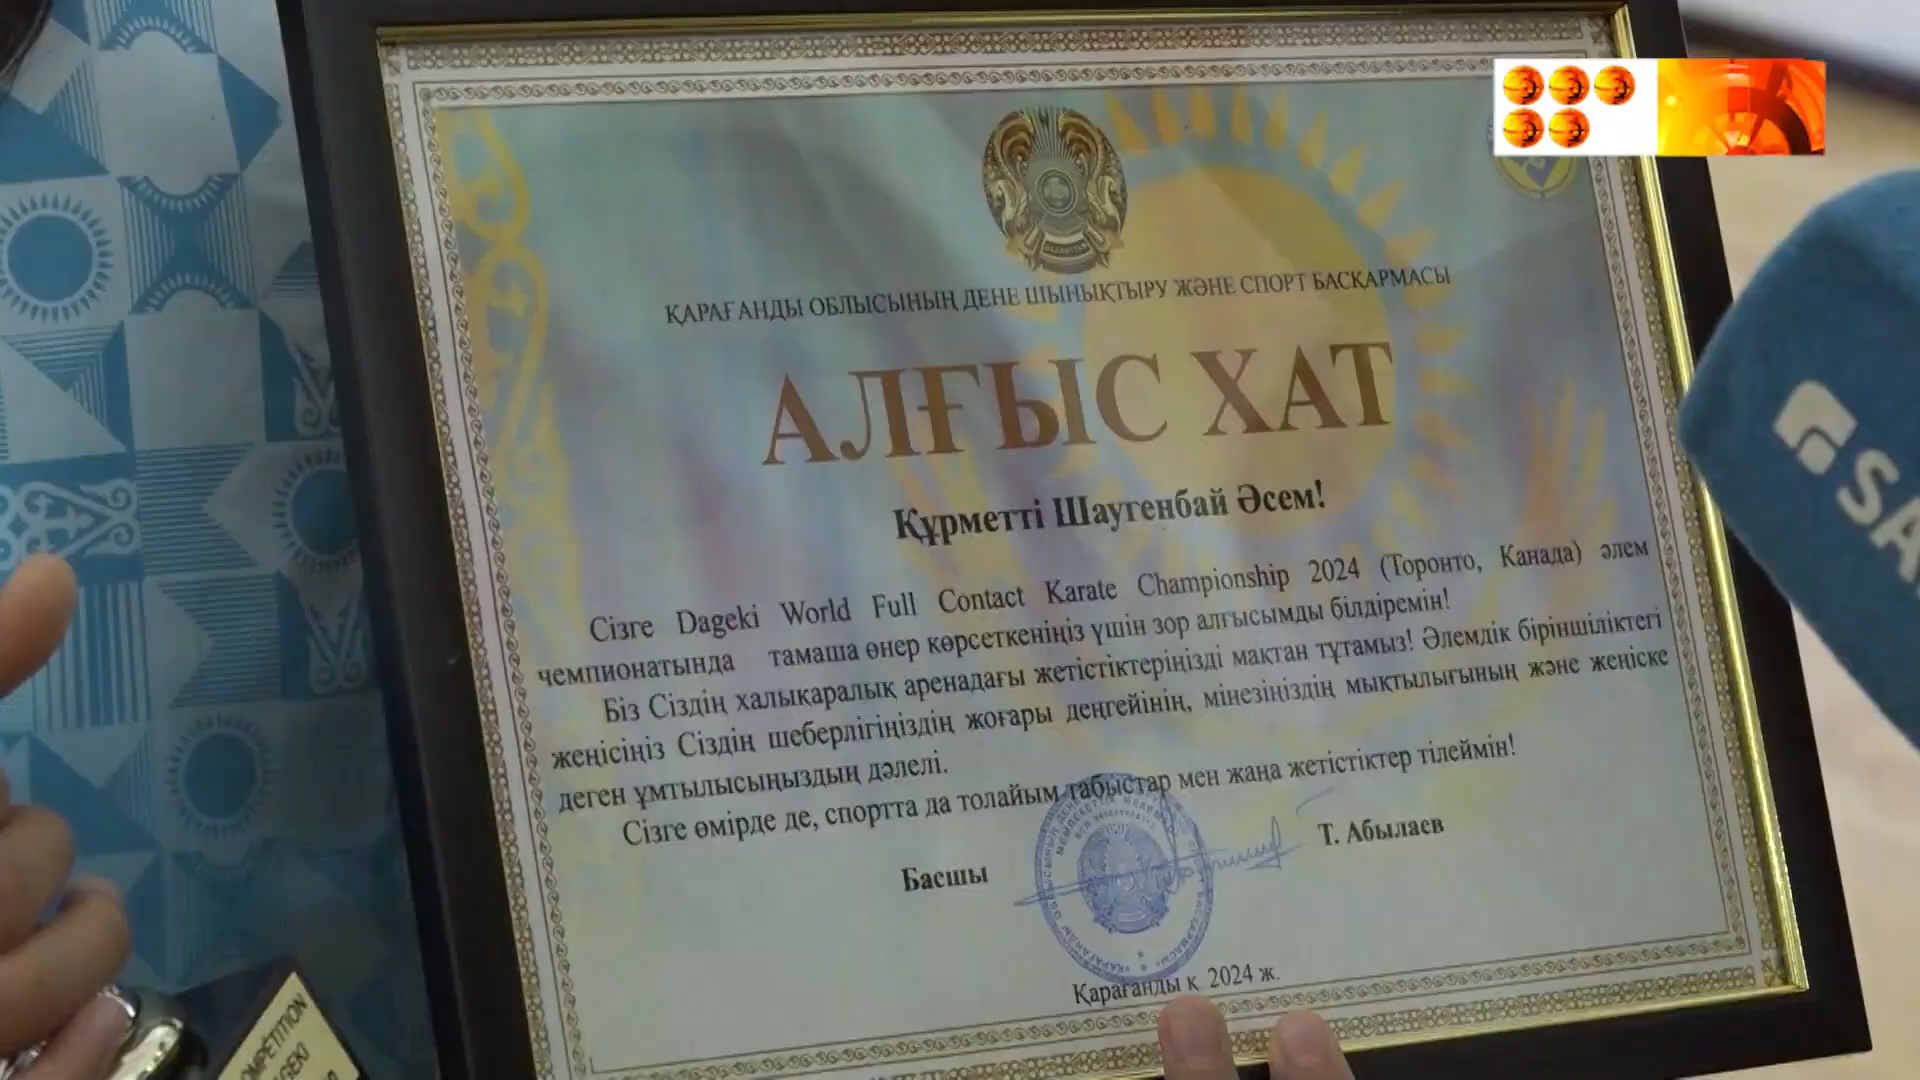 ҚАРАҒАНДЫ ОБЛЫСЫНЫҢ ДЕНЕ ШЫНЫҚТЫРУ ЖӘНЕ СПОРТ БАСҚАРМАСЫ
АЛҒЫС ХАТ
Құрметті Шаугенбай Әсем!
Сізге Dageki World Full Contact Karate Championship 2024 (Торонто, Канада) әлем
чемпионатында тамаша өнер көрсеткеніңіз үшін зор алғысымды білдіремін!
Біз Сіздің халықаралық аренадағы жетістіктеріңізді мақтан тұтамыз! Әлемдік біріншіліктегі
жеңісіңіз Сіздің шеберлігіңіздің жоғары деңгейінің, мінезіңіздің мықтылығының және жеңіске
деген ұмтылысыңыздың дәлелі.
Сізге өмірде де, спортта да толайым табыстар мен жаңа жетістіктер тілеймін!
Басшы
Т. Абылаев
Қарағанды қ. 2024 ж.